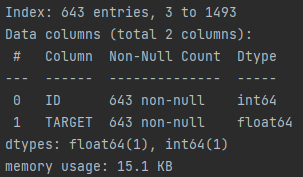 Index: 643 entries, 3 to 1493
Data columns (total 2 columns):
 #   Column  Non-Null Count  Dtype
---  ------  --------------  -----
 0   ID      643 non-null    int64
 1   TARGET  643 non-null    float64
dtypes: float64(1), int64(1)
memory usage: 15.1 KB